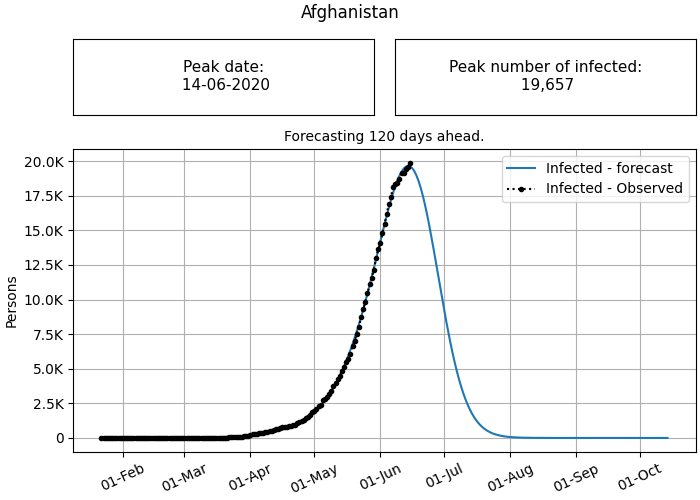 Afghanistan
Peak date:
14-06-2020
Peak number of infected:
19,657
Forecasting 120 days ahead.
Infected - forecast
Infected - Observed
Persons
20.0K
17.5K
15.0K
12.5K
10.0K
7.5K
5.0K
2.5K
0
01-Feb
01-Mar
01-Apr
01-May
01-Jun
01-Jul
01-Aug
01-Sep
01-Oct